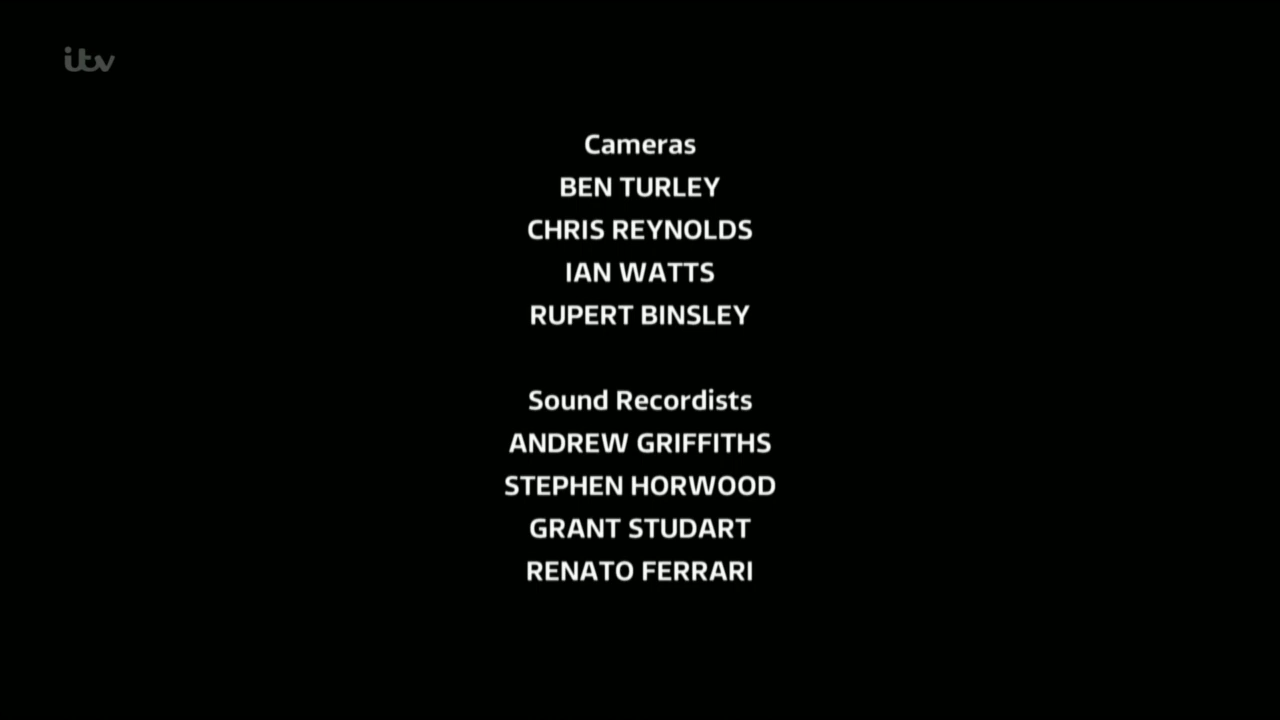 itv
Cameras
BEN TURLEY
CHRIS REYNOLDS
IAN WATTS
RUPERT BINSLEY
Sound Recordists
ANDREW GRIFFITHS
STEPHEN HORWOOD
GRANT STUDART
RENATO FERRARI